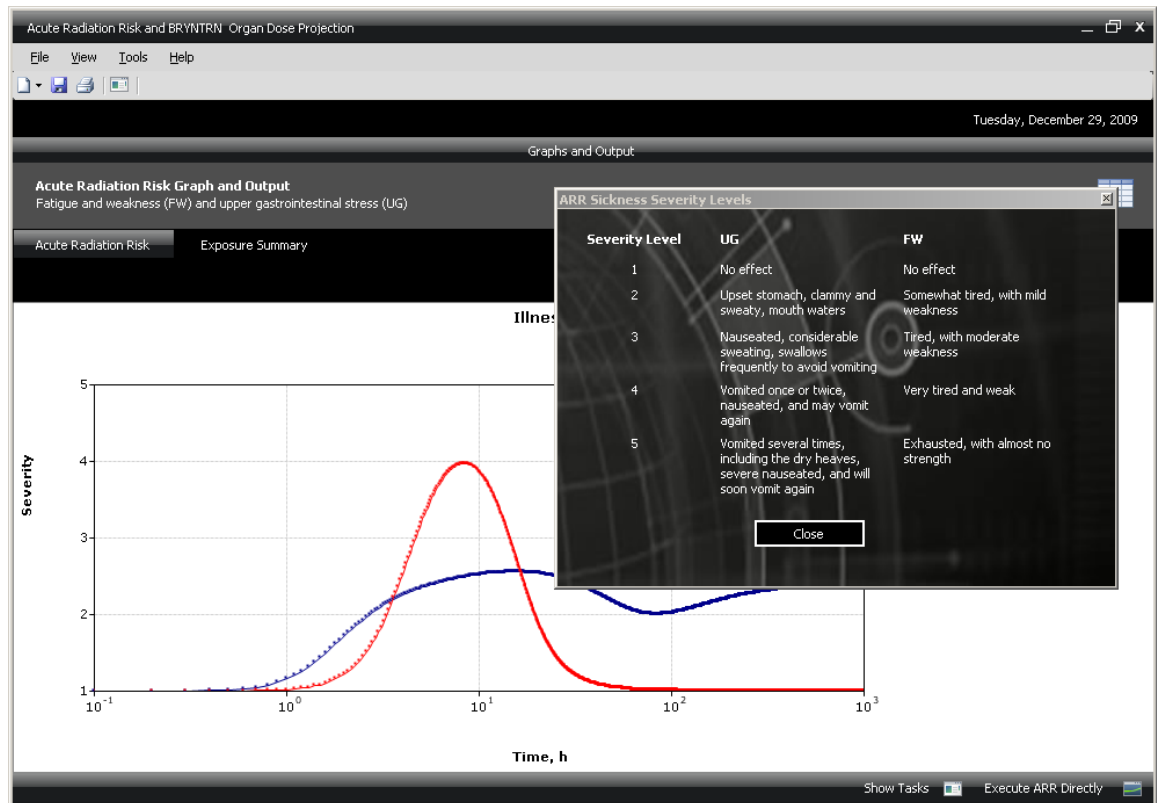 Acute Radiation Risk and BRYNTRN Organ Dose Projection
File View Tools Help
Tuesday, December 29, 2009
Graphs and Output
Acute Radiation Risk Graph and Output
Fatigue and weakness (FW) and upper gastrointestinal stress (UG)
Acute Radiation Risk Exposure Summary
ARR Sickness Severity Levels
Severity Level UG FW
1 No effect No effect
2 Upset stomach, clammy and Somewhat tired, with mild
sweaty, mouth waters weakness
3 Nauseated, considerable Tired, with moderate
sweating, swallows weakness
frequently to avoid vomiting
4 Vomited once or twice, Very tired and weak
nauseated, and may vomit
again
5 Vomited several times, Exhausted, with almost no
including the dry heaves, strength
severe nauseated, and will
soon vomit again
Close
Severity
5
4
3
2
1
10⁻¹ 10⁰ 10¹ 10² 10³
Time, h
Show Tasks Execute ARR Directly